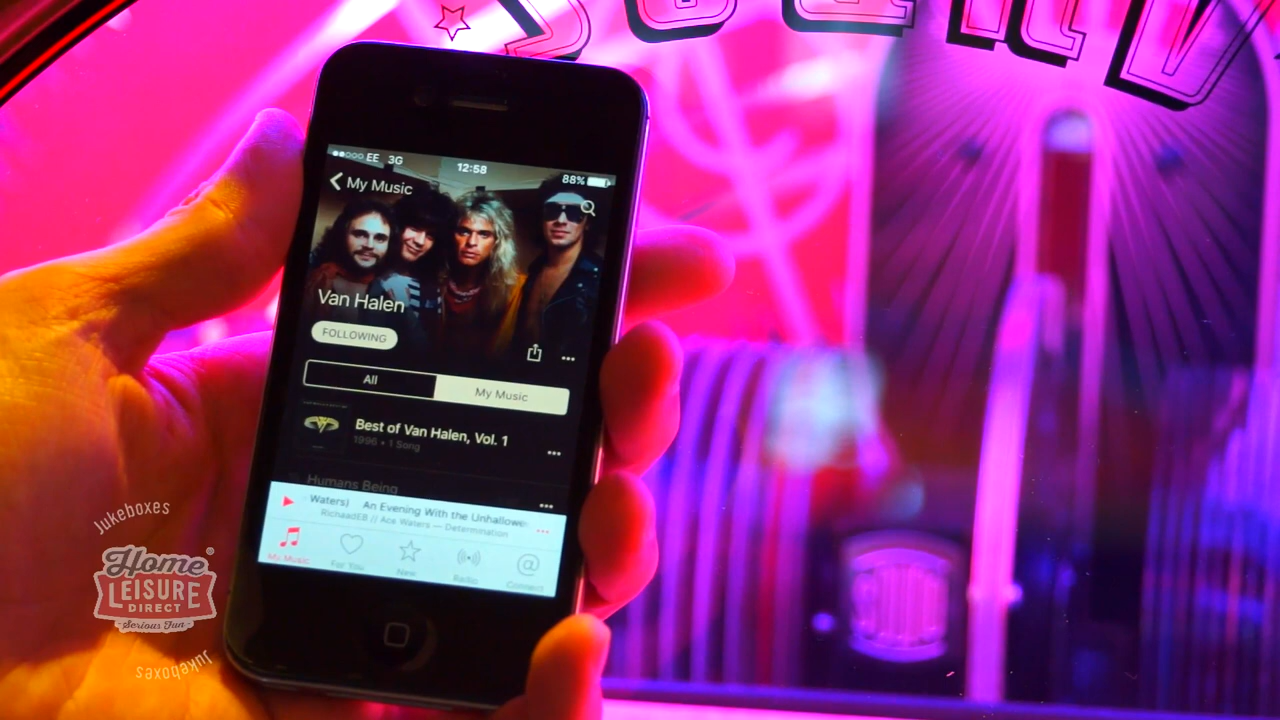 EE 3G 12:58 88%
My Music
Van Halen
FOLLOWING
All My Music
Best of Van Halen, Vol. 1
1996 • 1 Song
Humans Being
Waters) An Evening With the Unhallowe
RichaadEB // Ace Waters — Determination
My Music For You New Radio Connect
Jukeboxes
Home
LEISURE
DIRECT
-Serious Fun-
Jukeboxes